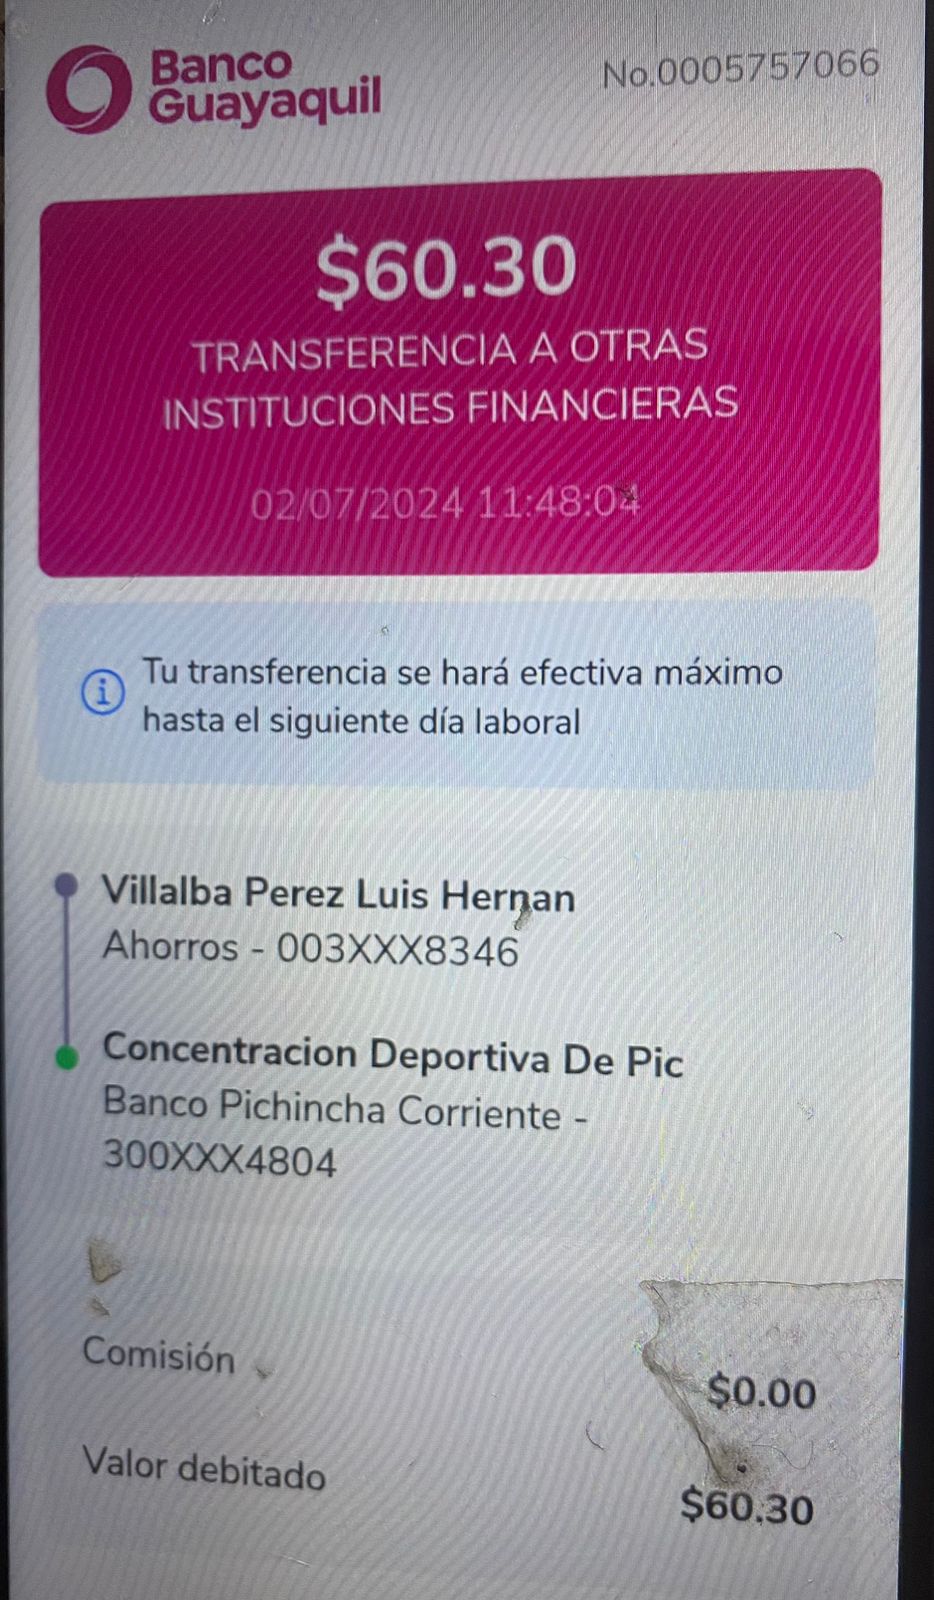 Banco
Guayaquil
No.0005757066
$60.30
TRANSFERENCIA A OTRAS
INSTITUCIONES FINANCIERAS
02/07/2024 11:48:04
Tu transferencia se hará efectiva máximo
hasta el siguiente día laboral
Villalba Perez Luis Hernan
Ahorros - 003XXX8346
Concentracion Deportiva De Pic
Banco Pichincha Corriente -
300XXX4804
Comisión
$0.00
Valor debitado
$60.30